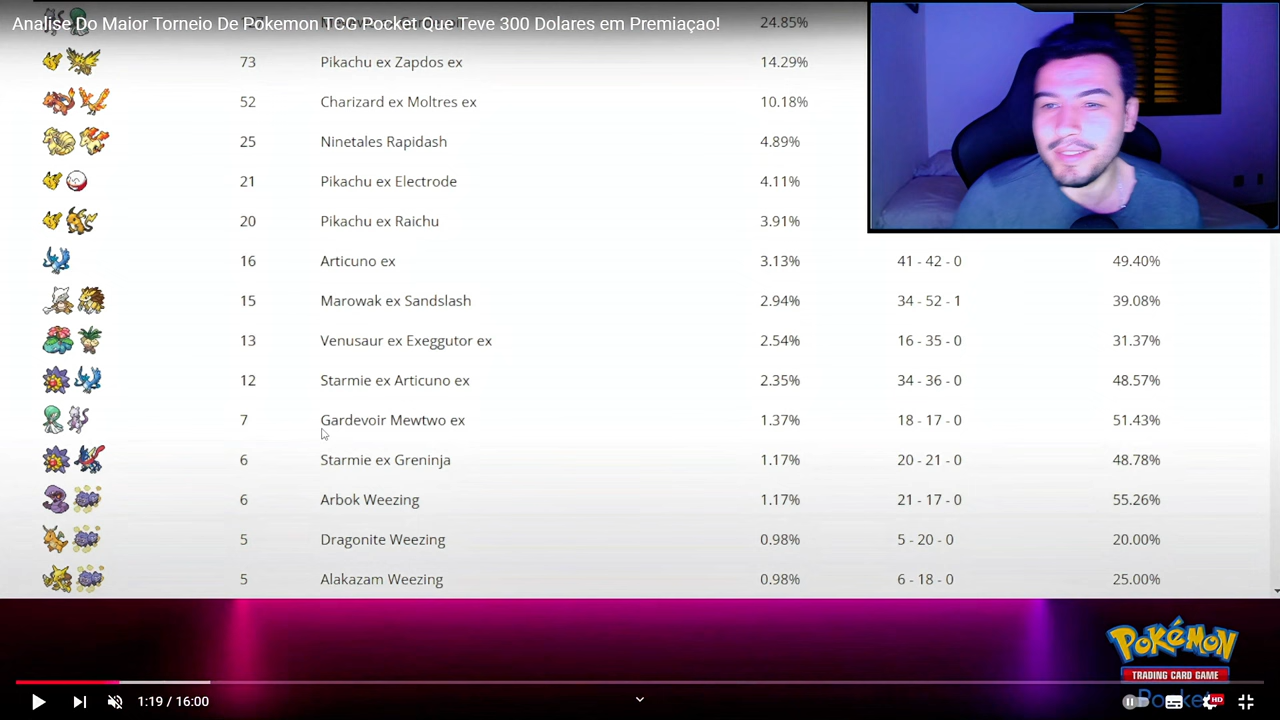 Analise Do Maior Torneio De Pokemon TCG Pocket Que Teve 300 Dolares em Premiaçao!
24.85%
73 Pikachu ex Zapdos ex 14.29%
52 Charizard ex Moltres ex 10.18%
25 Ninetales Rapidash 4.89%
21 Pikachu ex Electrode 4.11%
20 Pikachu ex Raichu 3.91%
16 Articuno ex 3.13% 41 - 42 - 0 49.40%
15 Marowak ex Sandslash 2.94% 34 - 52 - 1 39.08%
13 Venusaur ex Exeggutor ex 2.54% 16 - 35 - 0 31.37%
12 Starmie ex Articuno ex 2.35% 34 - 36 - 0 48.57%
7 Gardevoir Mewtwo ex 1.37% 18 - 17 - 0 51.43%
6 Starmie ex Greninja 1.17% 20 - 21 - 0 48.78%
6 Arbok Weezing 1.17% 21 - 17 - 0 55.26%
5 Dragonite Weezing 0.98% 5 - 20 - 0 20.00%
5 Alakazam Weezing 0.98% 6 - 18 - 0 25.00%
POKéMON
TRADING CARD GAME
Pocket
1:19 / 16:00
HD